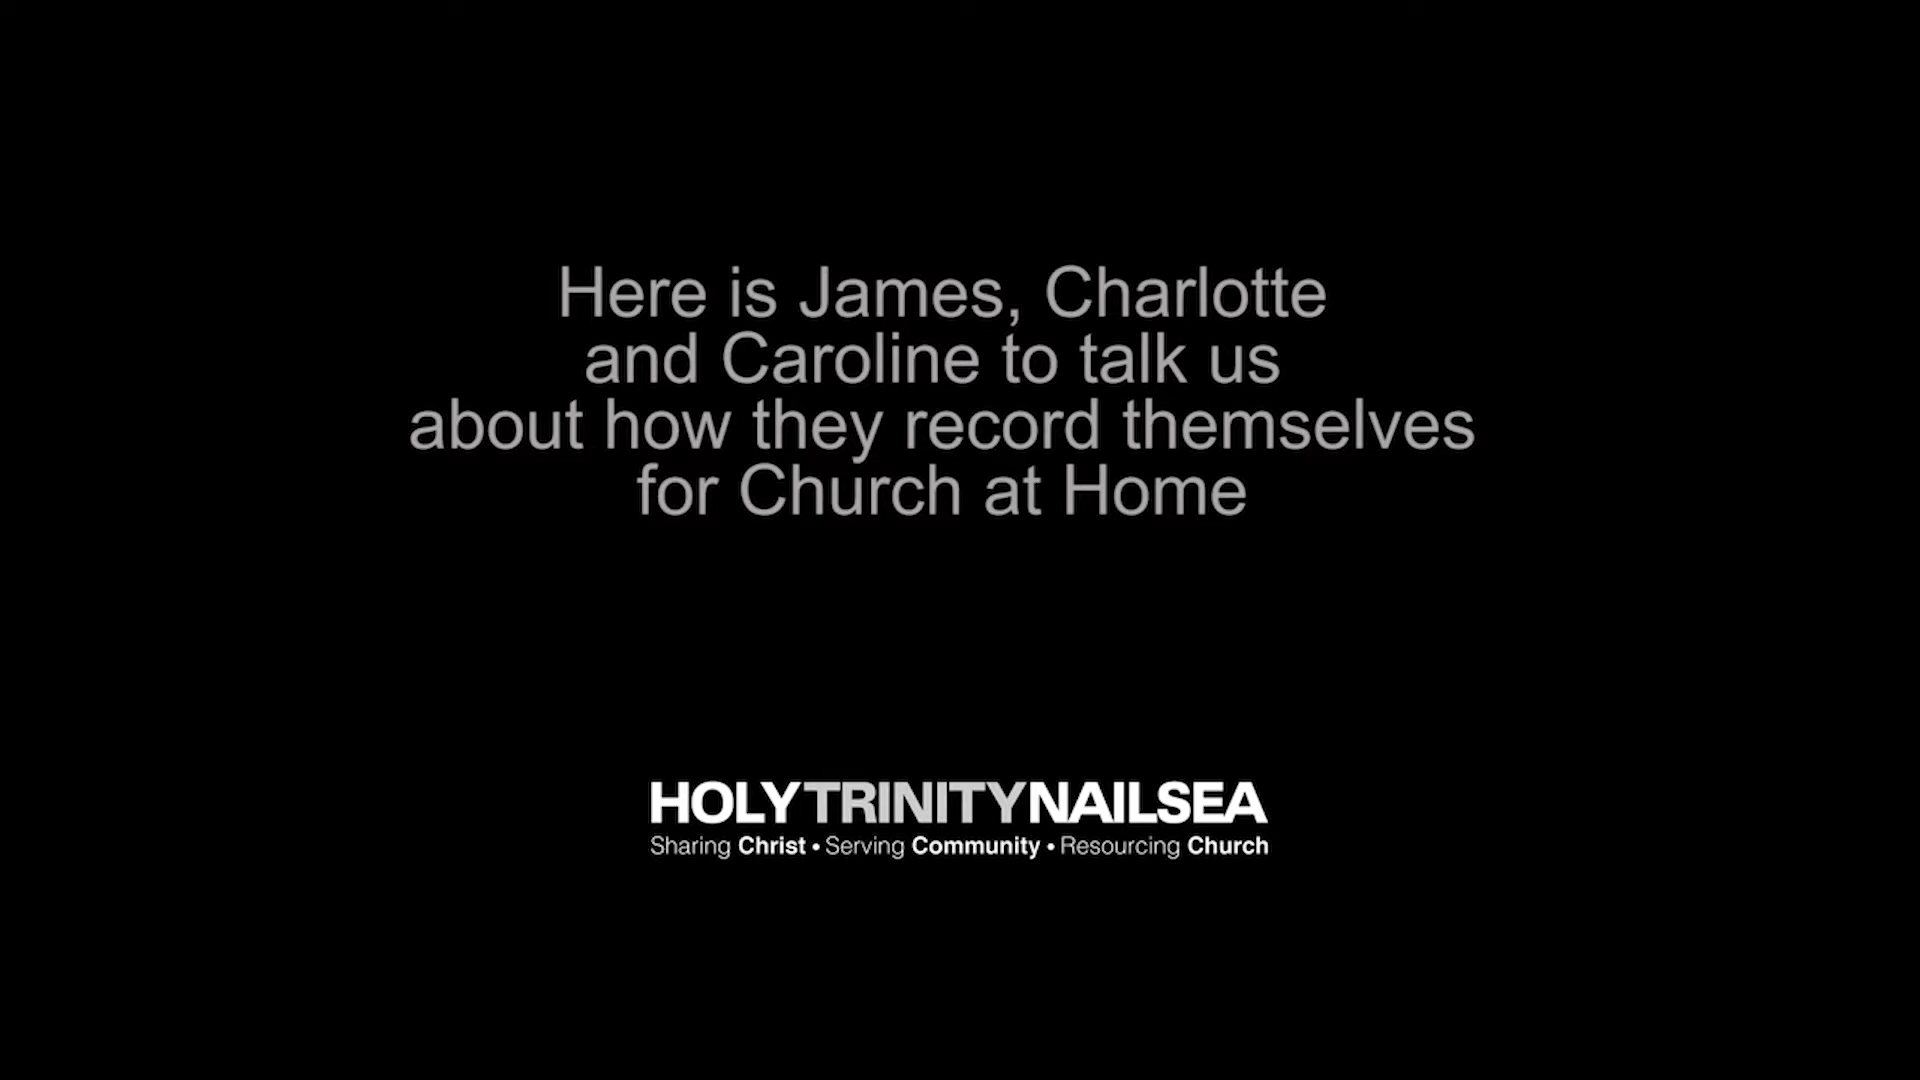 Here is James, Charlotte
and Caroline to talk us
about how they record themselves
for Church at Home
HOLYTRINITYNAILSEA
Sharing Christ • Serving Community • Resourcing Church